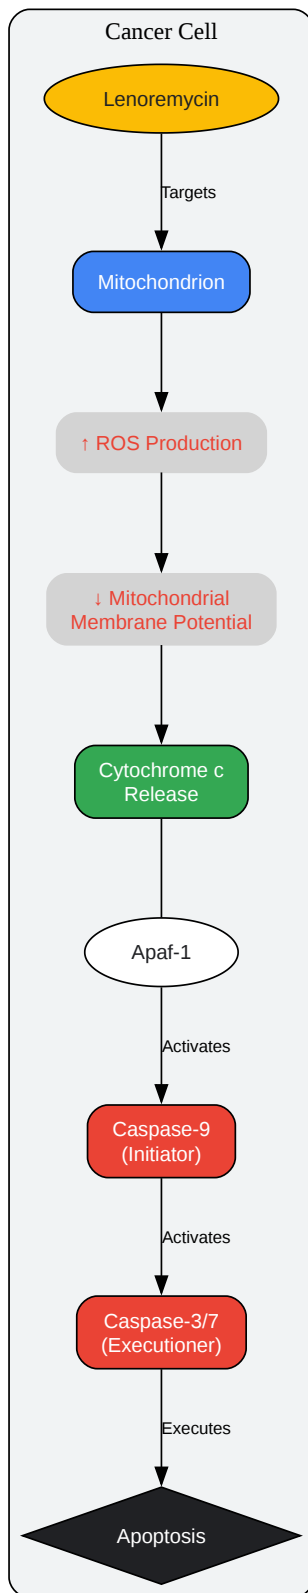 Cancer Cell
Lenoremycin
Targets
Mitochondrion
↑ ROS Production
↓ Mitochondrial
Membrane Potential
Cytochrome c
Release
Apaf-1
Activates
Caspase-9
(Initiator)
Activates
Caspase-3/7
(Executioner)
Executes
Apoptosis